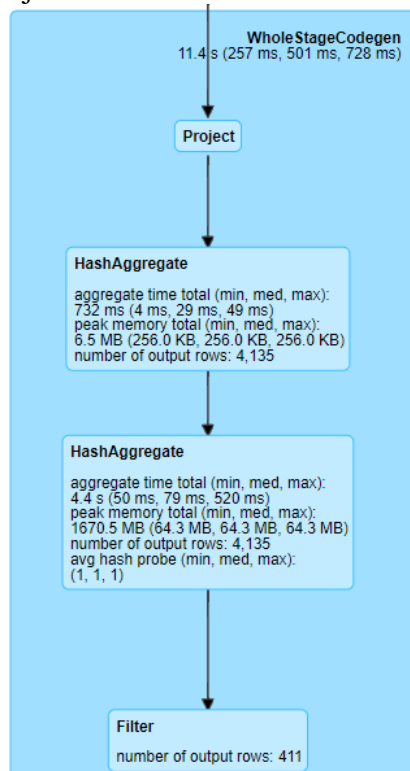 WholeStageCodegen
11.4 s (257 ms, 501 ms, 728 ms)
Project
HashAggregate
aggregate time total (min, med, max):
732 ms (4 ms, 29 ms, 49 ms)
peak memory total (min, med, max):
6.5 MB (256.0 KB, 256.0 KB, 256.0 KB)
number of output rows: 4,135
HashAggregate
aggregate time total (min, med, max):
4.4 s (50 ms, 79 ms, 520 ms)
peak memory total (min, med, max):
1670.5 MB (64.3 MB, 64.3 MB, 64.3 MB)
number of output rows: 4,135
avg hash probe (min, med, max):
(1, 1, 1)
Filter
number of output rows: 411